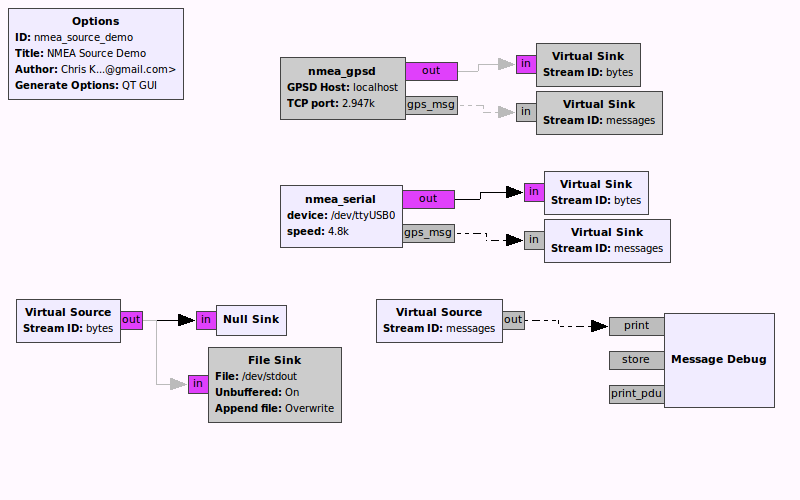 Options
ID: nmea_source_demo
Title: NMEA Source Demo
Author: Chris K...@gmail.com>
Generate Options: QT GUI
nmea_gpsd
GPSD Host: localhost
TCP port: 2.947k
out
gps_msg
in
Virtual Sink
Stream ID: bytes
in
Virtual Sink
Stream ID: messages
nmea_serial
device: /dev/ttyUSB0
speed: 4.8k
out
gps_msg
in
Virtual Sink
Stream ID: bytes
in
Virtual Sink
Stream ID: messages
Virtual Source
Stream ID: bytes
out
in
Null Sink
in
File Sink
File: /dev/stdout
Unbuffered: On
Append file: Overwrite
Virtual Source
Stream ID: messages
out
print
store
print_pdu
Message Debug